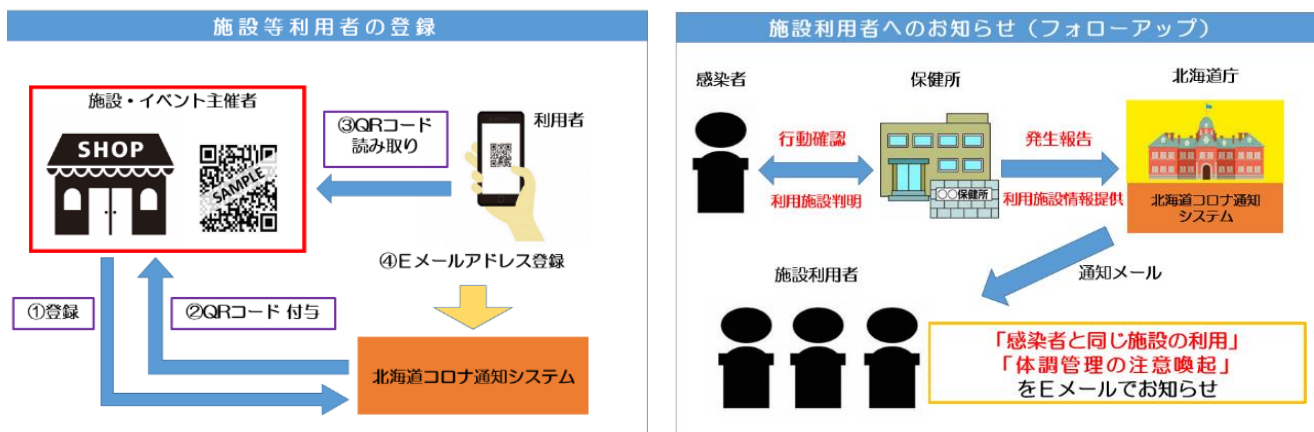 施設等利用者の登録
施設・イベント主催者
SHOP
SAMPLE
③QRコード
読み取り
利用者
④Eメールアドレス登録
①登録
②QRコード 付与
北海道コロナ通知システム
施設利用者へのお知らせ（フォローアップ）
感染者
保健所
北海道庁
行動確認
利用施設判明
○○保健所
発生報告
利用施設情報提供
北海道コロナ通知
システム
通知メール
施設利用者
「感染者と同じ施設の利用」
「体調管理の注意喚起」
をEメールでお知らせ